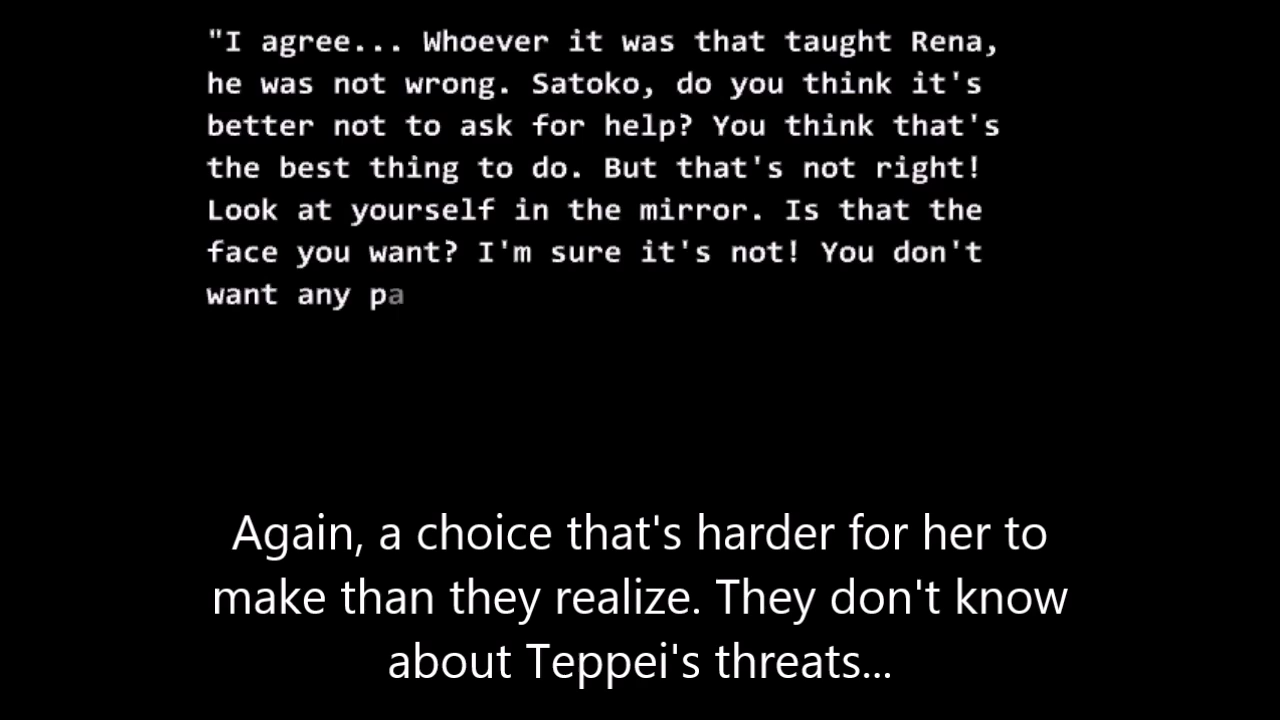 "I agree... Whoever it was that taught Rena,
he was not wrong. Satoko, do you think it's
better not to ask for help? You think that's
the best thing to do. But that's not right!
Look at yourself in the mirror. Is that the
face you want? I'm sure it's not! You don't
want any pa
Again, a choice that's harder for her to
make than they realize. They don't know
about Teppei's threats...